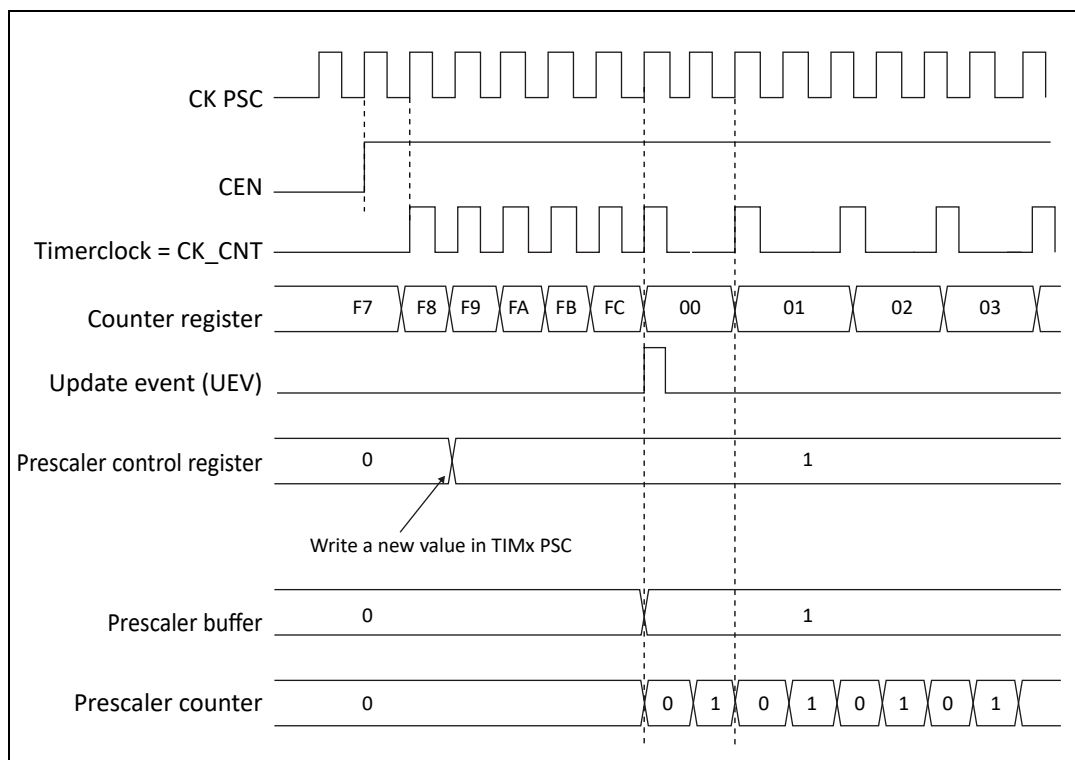 CK PSC
CEN
Timerclock = CK_CNT
Counter register F7 F8 F9 FA FB FC 00 01 02 03
Update event (UEV)
Prescaler control register 0 1
Write a new value in TIMx PSC
Prescaler buffer 0 1
Prescaler counter 0 0 1 0 1 0 1 0 1